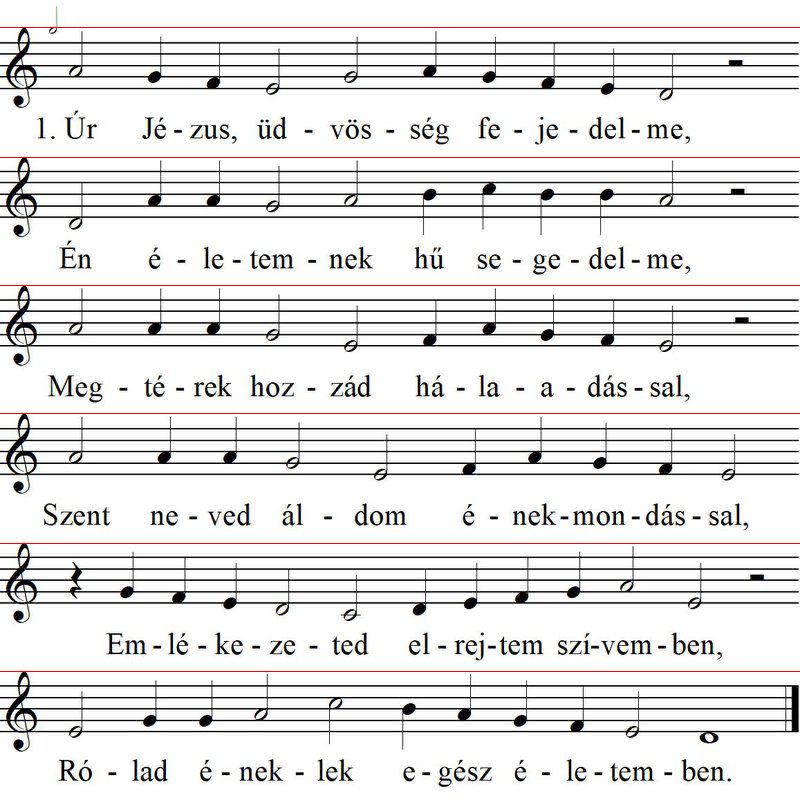 1. Úr Jé - zus, üd - vös - ség fe - je - del - me,
Én é - le - tem - nek hű se - ge - del - me,
Meg - té - rek hoz - zád há - la - a - dás - sal,
Szent ne - ved ál - dom é - nek - mon - dás - sal,
Em - lé - ke - ze - ted el - rej - tem szí - vem - ben,
Ró - lad é - nek - lek e - gész é - le - tem - ben.